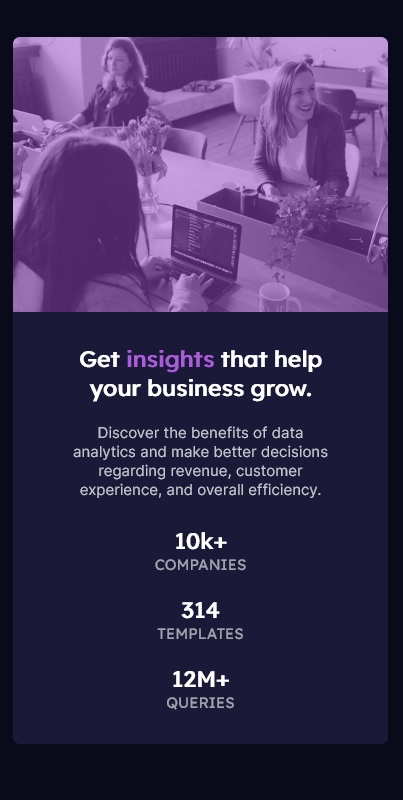 Get insights that help
your business grow.
Discover the benefits of data
analytics and make better decisions
regarding revenue, customer
experience, and overall efficiency.
10k+
COMPANIES
314
TEMPLATES
12M+
QUERIES